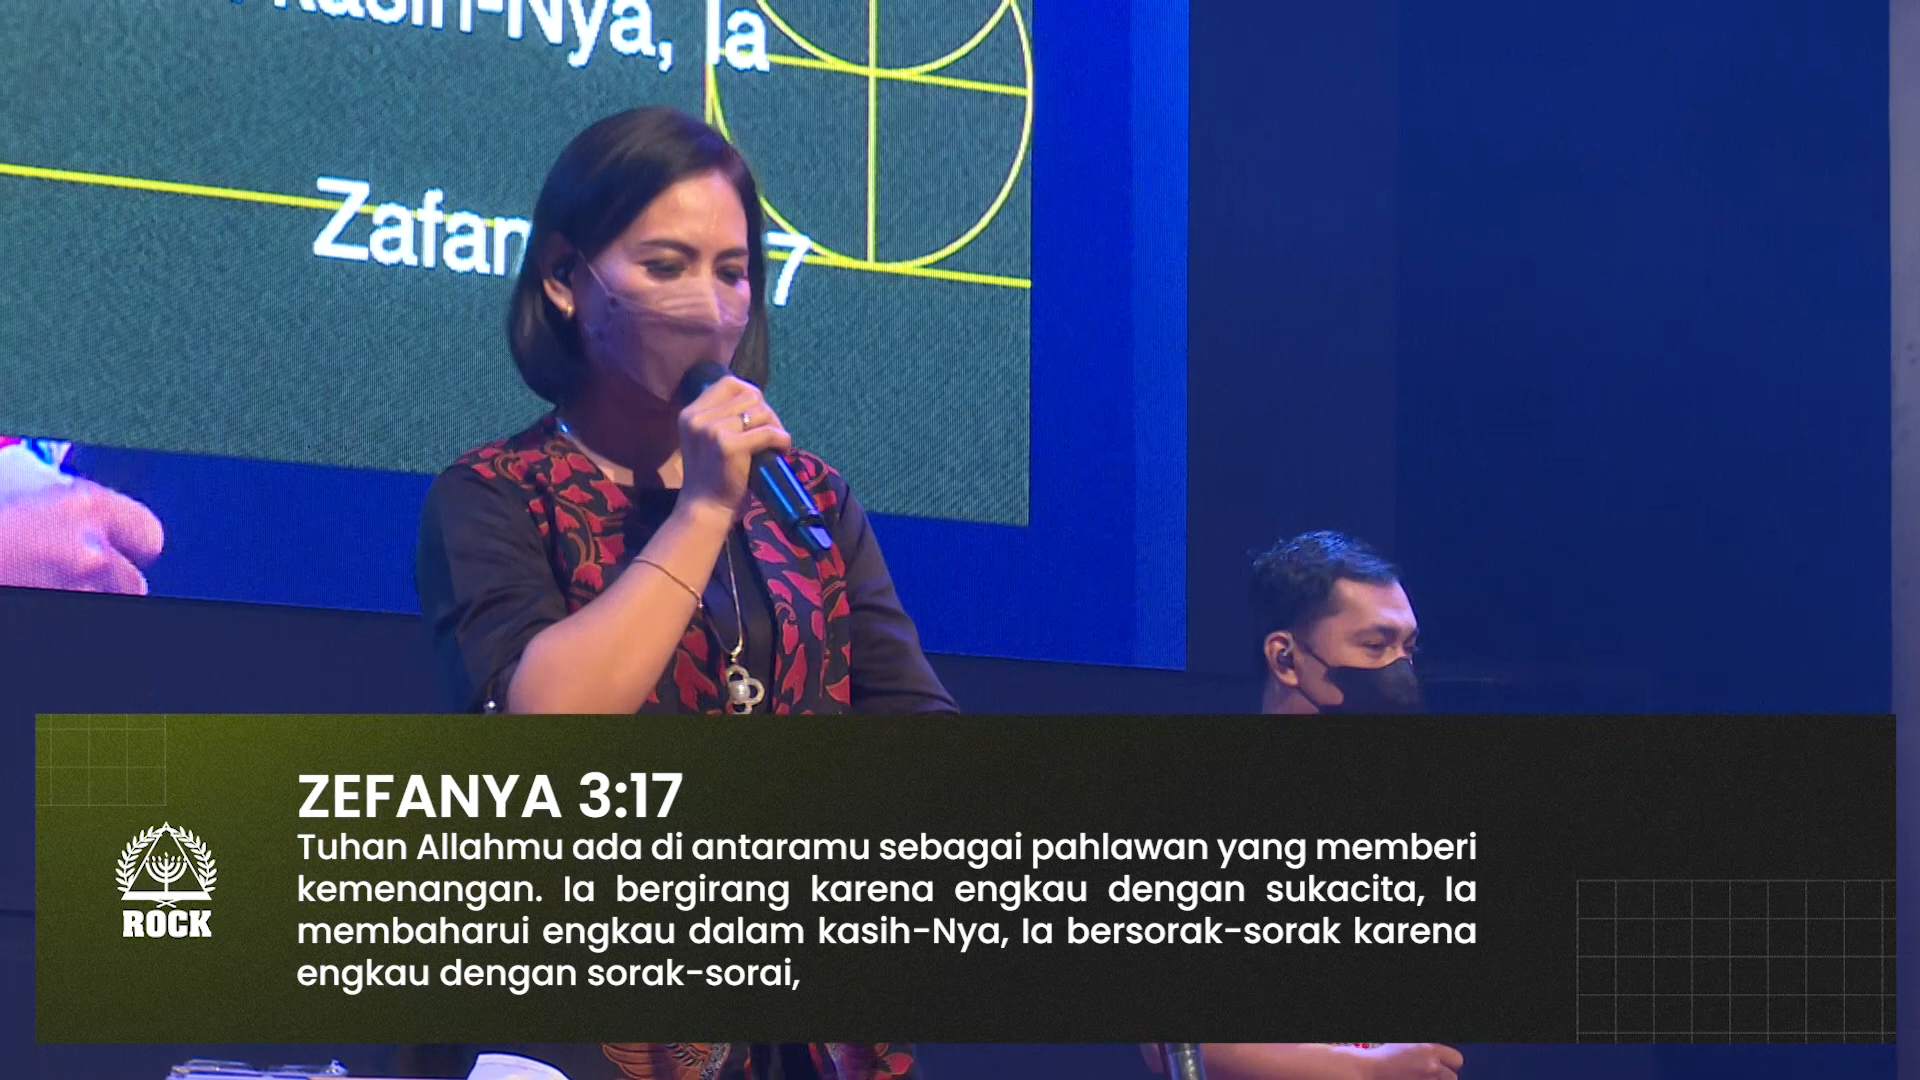 kasih-Nya, Ia
Zafan
7
ZEFANYA 3:17
Tuhan Allahmu ada di antaramu sebagai pahlawan yang memberi
kemenangan. Ia bergirang karena engkau dengan sukacita, Ia
membaharui engkau dalam kasih-Nya, Ia bersorak-sorak karena
engkau dengan sorak-sorai,
ROCK